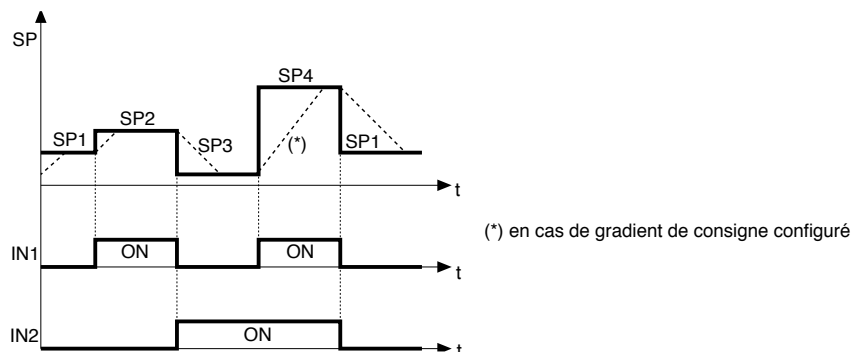 SP
SP4
SP2
SP1
SP3
(*)
SP1
t
(*) en cas de gradient de consigne configuré
IN1
ON
ON
t
IN2
ON
t